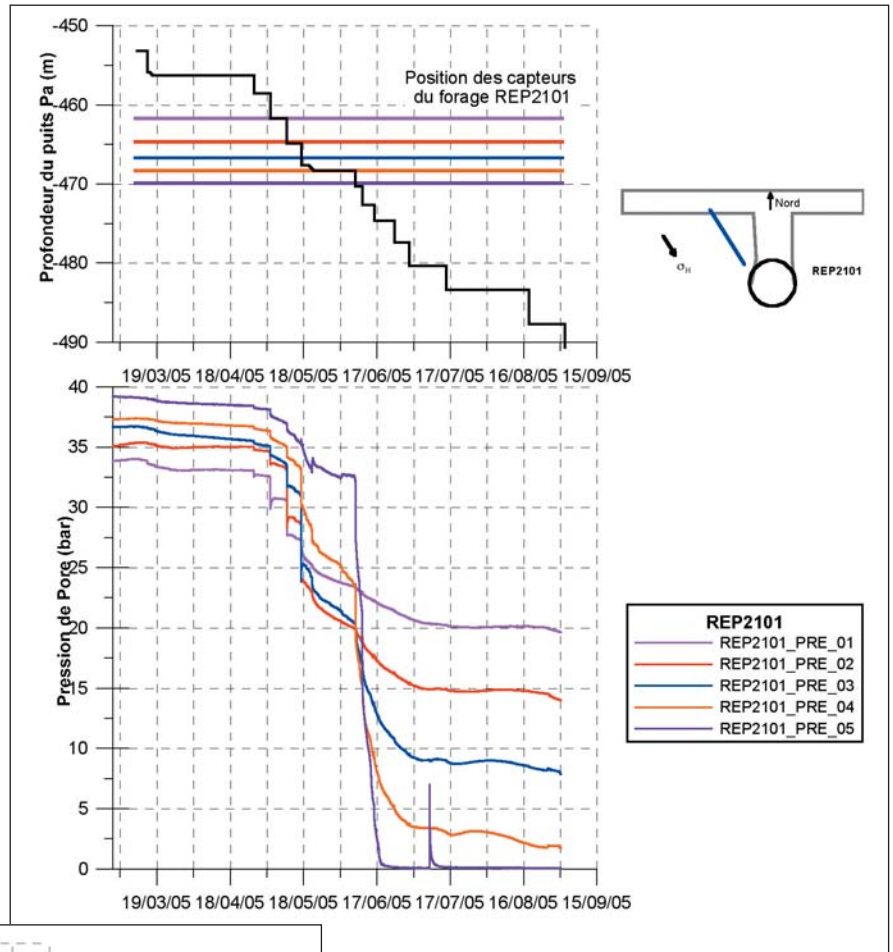 -450
-460
-470
-480
-490
Profondeur du puits Pa (m)
Position des capteurs
du forage REP2101
19/03/05 18/04/05 18/05/05 17/06/05 17/07/05 16/08/05 15/09/05
Nord
σH
REP2101
40
35
30
25
20
15
10
5
0
Pression de Pore (bar)
19/03/05 18/04/05 18/05/05 17/06/05 17/07/05 16/08/05 15/09/05
REP2101
REP2101_PRE_01
REP2101_PRE_02
REP2101_PRE_03
REP2101_PRE_04
REP2101_PRE_05